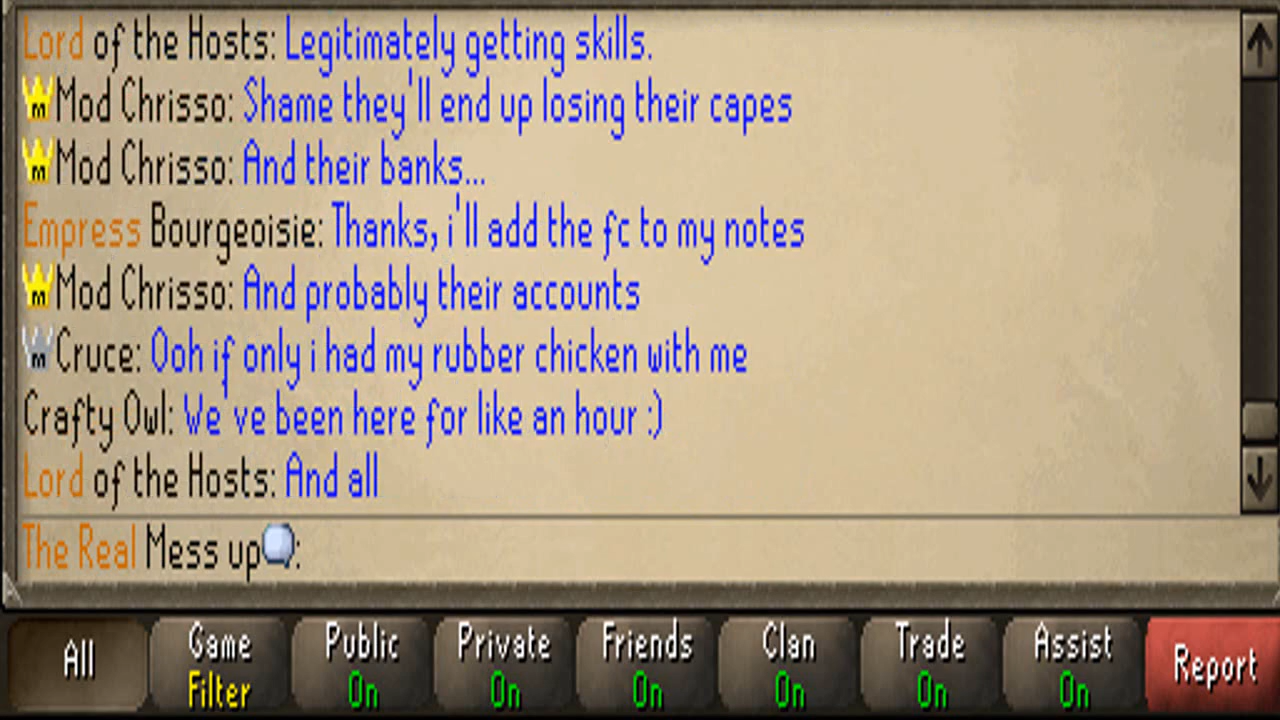 Lord of the Hosts: Legitimately getting skills.
Mod Chrisso: Shame they'll end up losing their capes
Mod Chrisso: And their banks...
Empress Bourgeoisie: Thanks, i'll add the fc to my notes
Mod Chrisso: And probably their accounts
Cruce: Ooh if only i had my rubber chicken with me
Crafty Owl: We've been here for like an hour :)
Lord of the Hosts: And all
The Real Mess up:
All Game Public Private Friends Clan Trade Assist Report
Filter On On On On On On